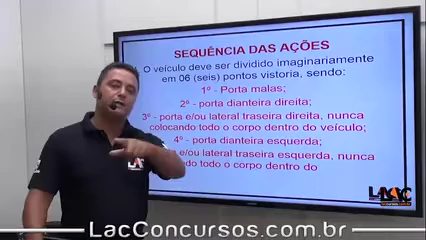 SEQUÊNCIA DAS AÇÕES
O veículo deve ser dividido imaginariamente
em 06 (seis) pontos vistoria, sendo:
1º - Porta malas;
2º - porta dianteira direita;
3º - porta e/ou lateral traseira direita, nunca
colocando todo o corpo dentro do veículo;
4º - porta dianteira esquerda;
e/ou lateral traseira esquerda, nunca
todo o corpo dentro do
LAC
LacConcursos.com.br